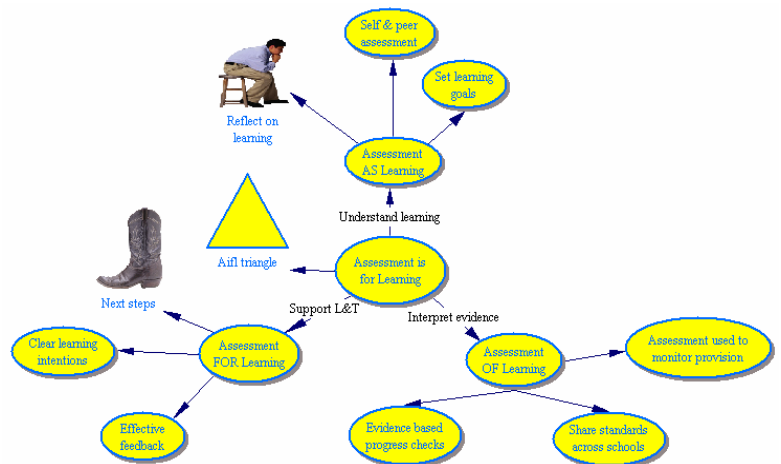 Self & peer
assessment
Set learning
goals
Reflect on
learning
Assessment
AS Learning
Understand learning
Aifl triangle
Assessment is
for Learning
Next steps
Support L&T
Interpret evidence
Clear learning
intentions
Assessment
FOR Learning
Assessment
OF Learning
Assessment used to
monitor provision
Effective
feedback
Evidence based
progress checks
Share standards
across schools